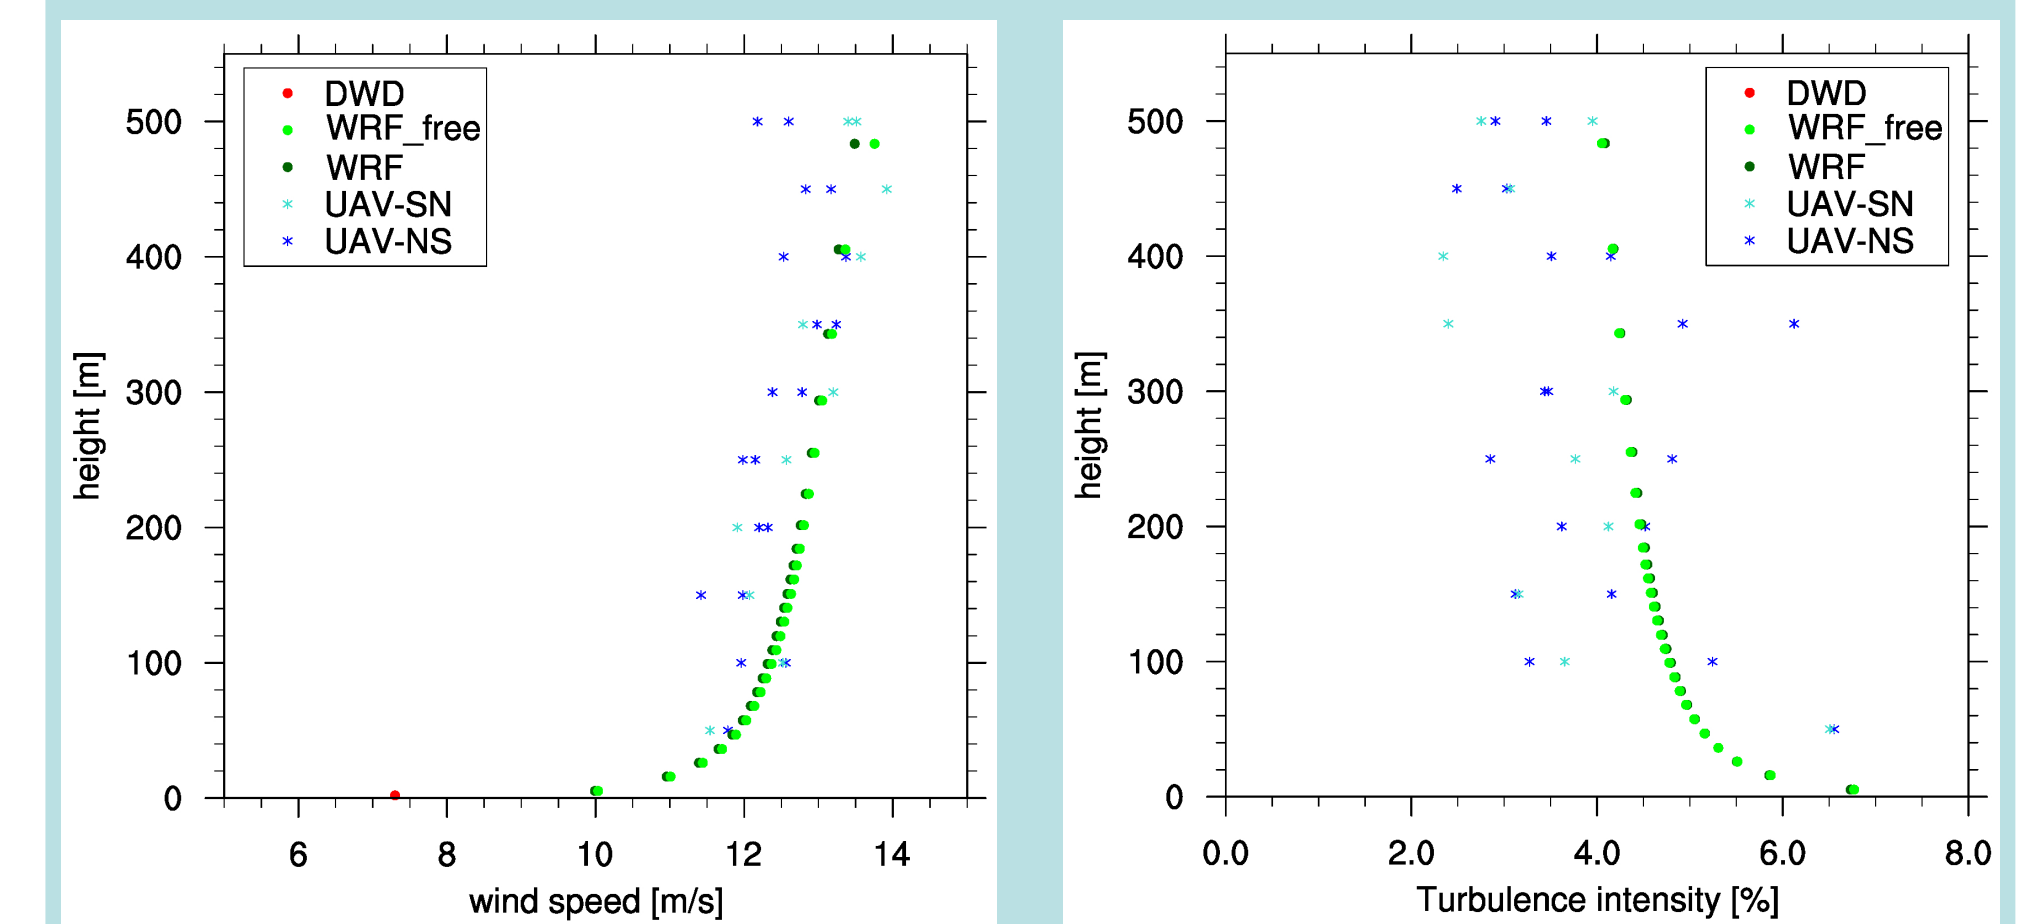 DWD
WRF_free
WRF
UAV-SN
UAV-NS
500
400
300
200
100
0
height [m]
6 8 10 12 14
wind speed [m/s]
DWD
WRF_free
WRF
UAV-SN
UAV-NS
500
400
300
200
100
0
height [m]
0.0 2.0 4.0 6.0 8.0
Turbulence intensity [%]